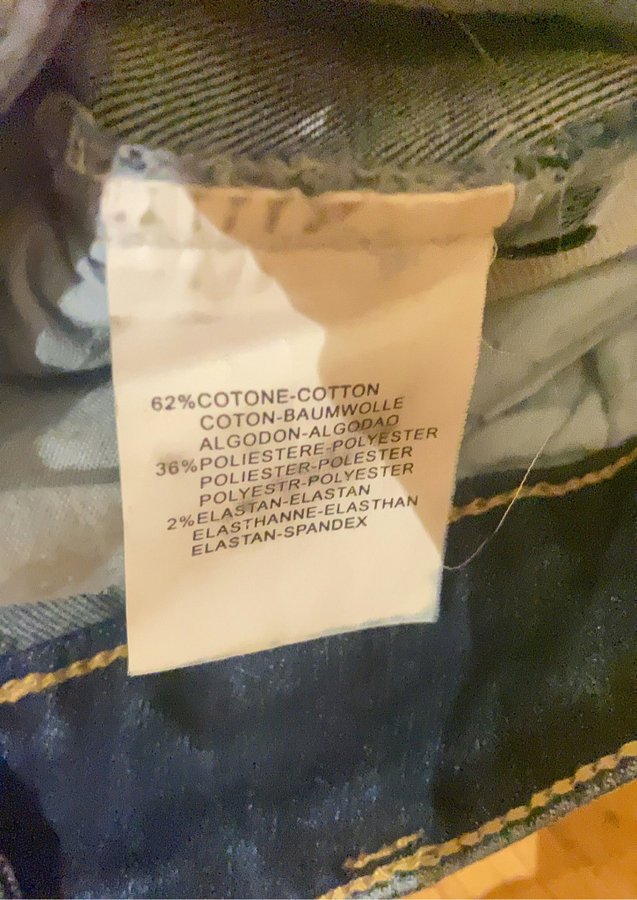 62%COTONE-COTTON
COTON-BAUMWOLLE
ALGODON-ALGODAO
36%POLIESTERE-POLYESTER
POLIESTER-POLESTER
POLYESTR-POLYESTER
2%ELASTAN-ELASTAN
ELASTHANNE-ELASTHAN
ELASTAN-SPANDEX